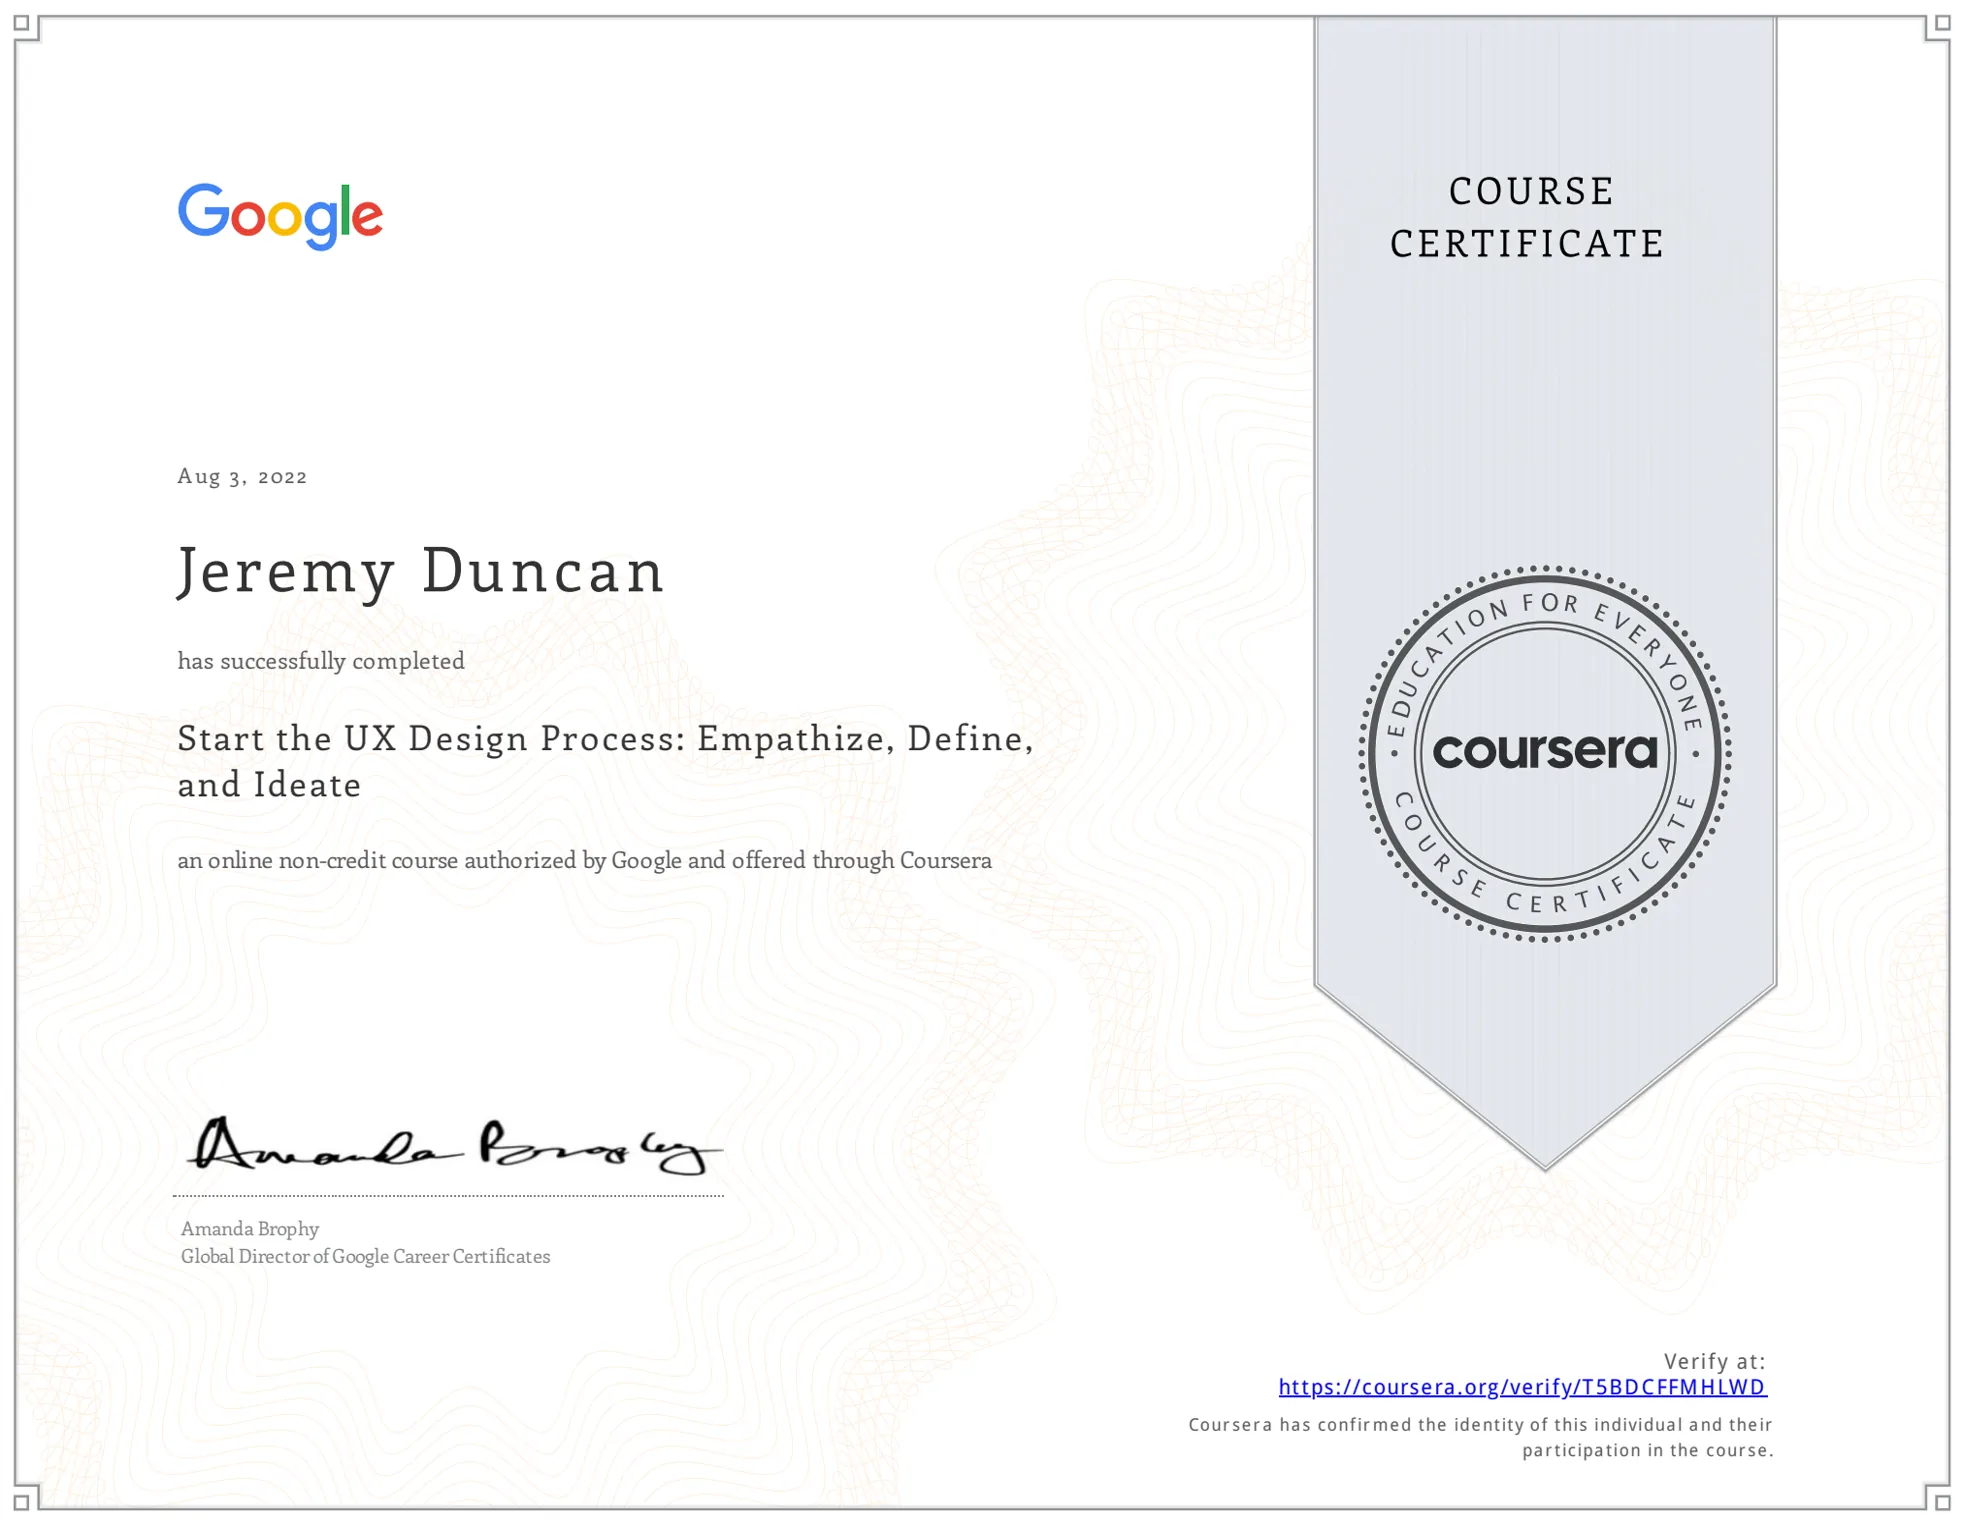 Google
COURSE
CERTIFICATE
Aug 3, 2022
Jeremy Duncan
has successfully completed
Start the UX Design Process: Empathize, Define,
and Ideate
an online non-credit course authorized by Google and offered through Coursera
EDUCATION FOR EVERYONE
coursera
COURSE CERTIFICATE
Amanda Brophy
Amanda Brophy
Global Director of Google Career Certificates
Verify at:
https://coursera.org/verify/T5BDCFFMHLWD
Coursera has confirmed the identity of this individual and their
participation in the course.